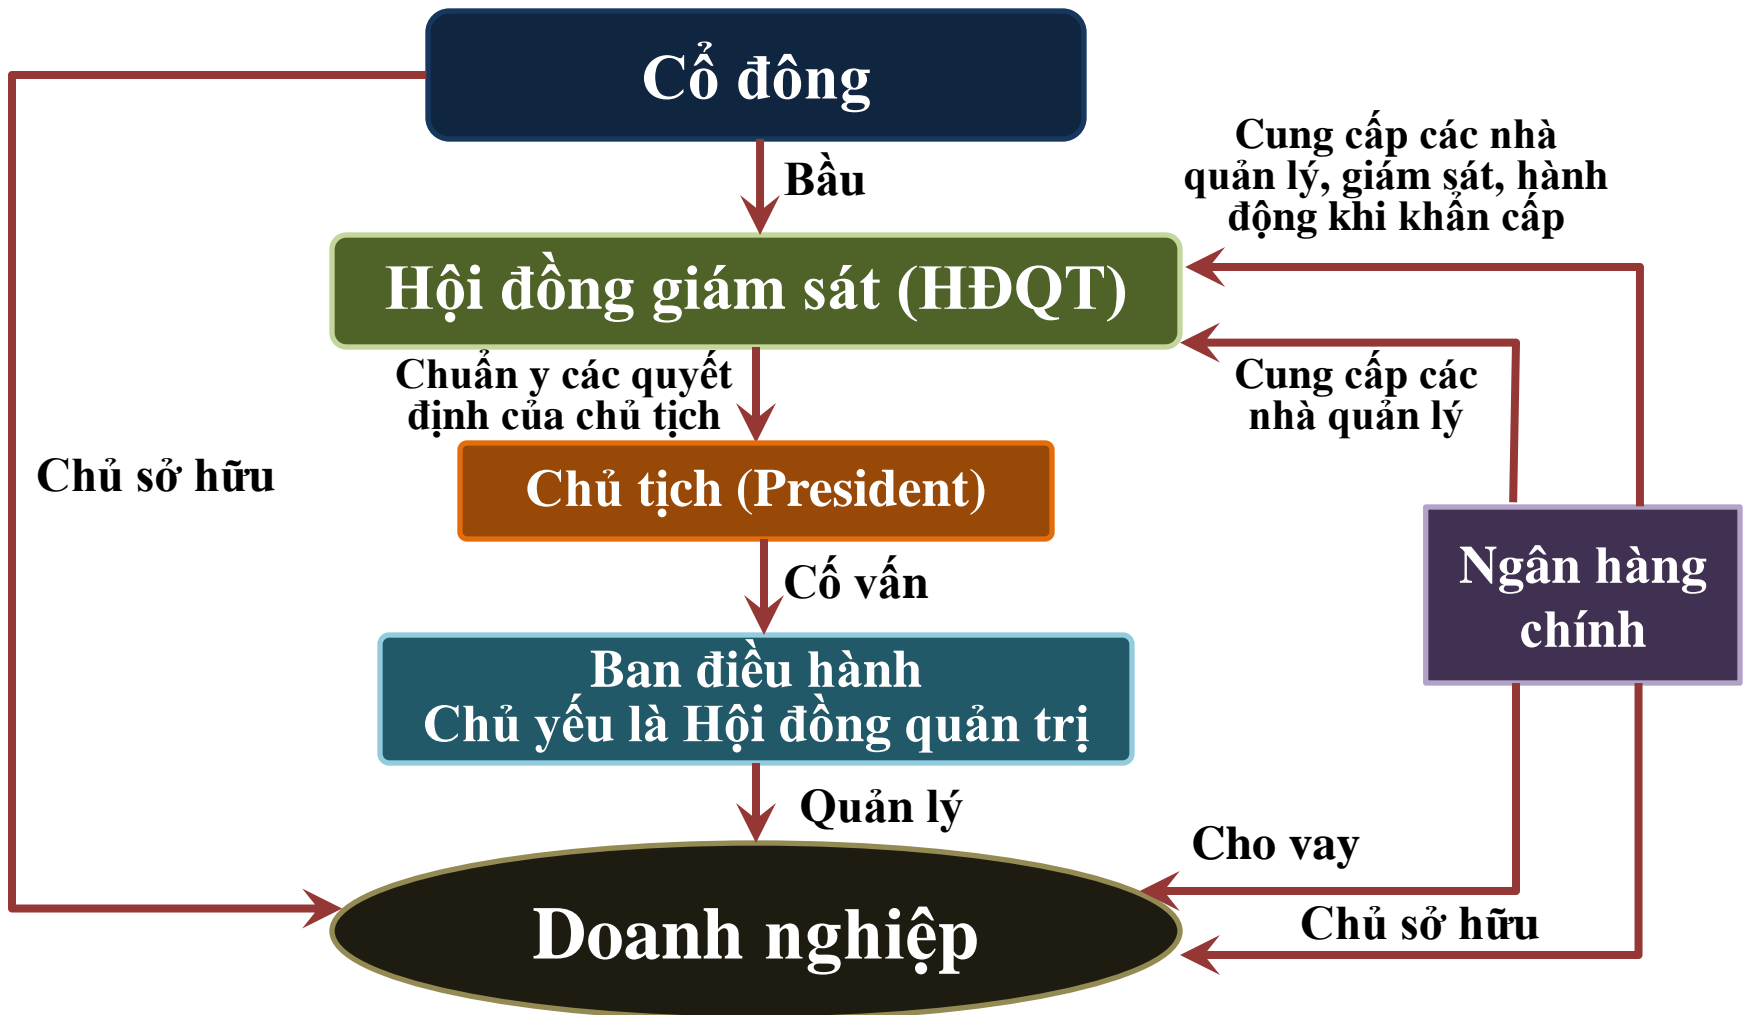 Cổ đông
Bầu
Cung cấp các nhà
quản lý, giám sát, hành
động khi khẩn cấp
Hội đồng giám sát (HĐQT)
Chuẩn y các quyết
định của chủ tịch
Cung cấp các
nhà quản lý
Chủ sở hữu
Chủ tịch (President)
Cố vấn
Ngân hàng
chính
Ban điều hành
Chủ yếu là Hội đồng quản trị
Quản lý
Cho vay
Chủ sở hữu
Doanh nghiệp